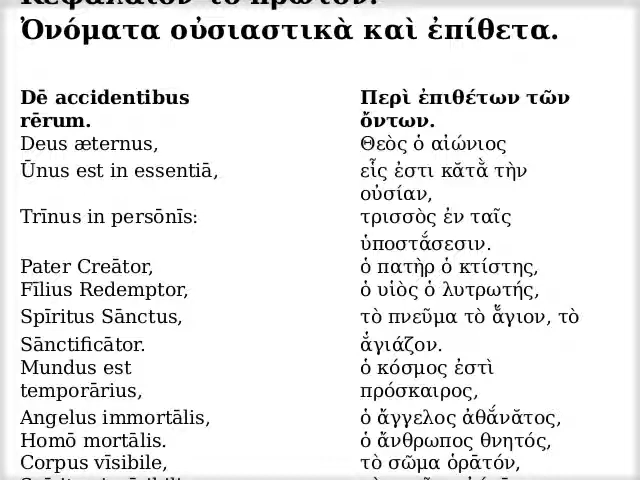 Ὀνόματα οὐσιαστικὰ καὶ ἐπίθετα.
Dē accidentibus
rērum.
Deus æternus,
Ūnus est in essentiā,
Trīnus in persōnīs:
Pater Creātor,
Fīlius Redemptor,
Spīritus Sānctus,
Sānctificātor.
Mundus est
temporārius,
Angelus immortālis,
Homō mortālis.
Corpus vīsibile,
Περὶ ἐπιθέτων τῶν
ὄντων.
Θεὸς ὁ αἰώνιος
εἷς ἐστι κᾰτᾰ̀ τὴν
οὐσίαν,
τρισσὸς ἐν ταῖς
ὑποστᾰ́σεσιν.
ὁ πατὴρ ὁ κτίστης,
ὁ υἱὸς ὁ λυτρωτής,
τὸ πνεῦμα τὸ ᾰ̔́γιον, τὸ
ᾰ̔γιάζον.
ὁ κόσμος ἐστὶ
πρόσκαιρος,
ὁ ἄγγελος ἀθᾰ́νᾰτος,
ὁ ἄνθρωπος θνητός,
τὸ σῶμα ὁρᾱτόν,